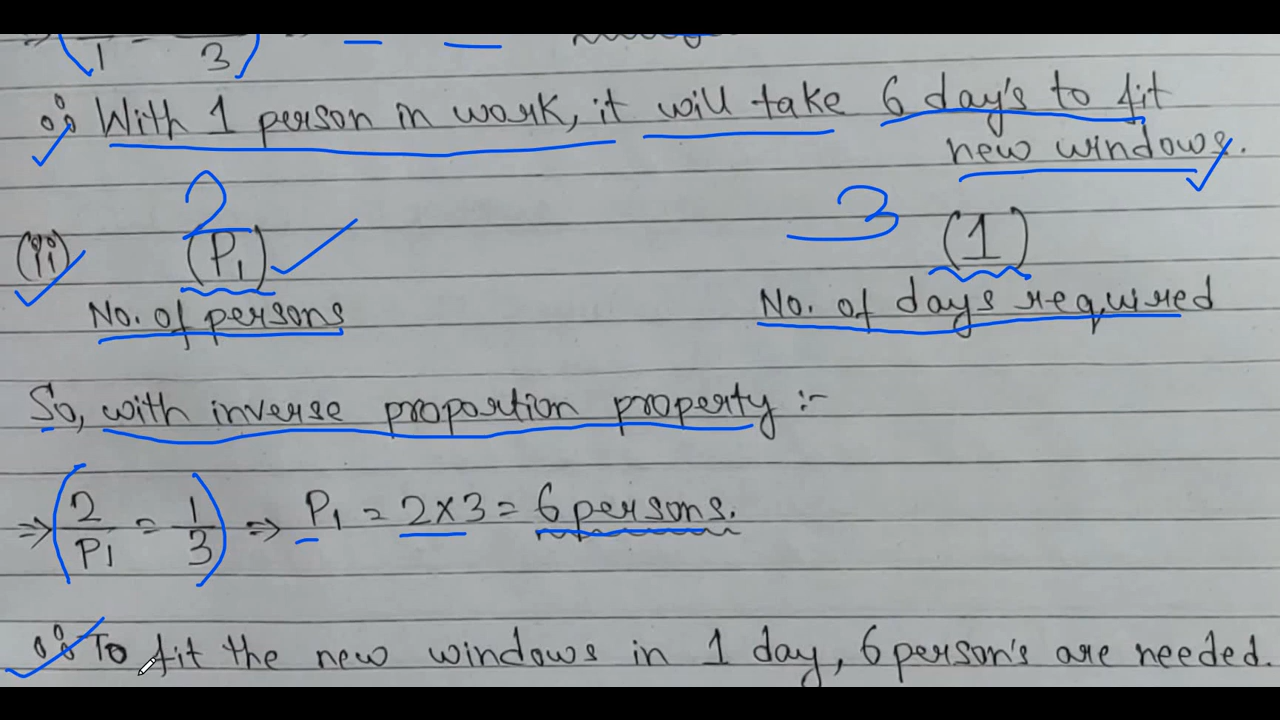 ⇒ ( /1 = /3 ) ⇒
∴ With 1 person in work, it will take 6 day's to fit
new windows.
2 3
(ii) (P₁) (1)
No. of persons No. of days required
So, with inverse proportion property :-
⇒ (2/P₁ = 1/3) ⇒ P₁ = 2×3 = 6 persons.
∴ To fit the new windows in 1 day, 6 person's are needed.